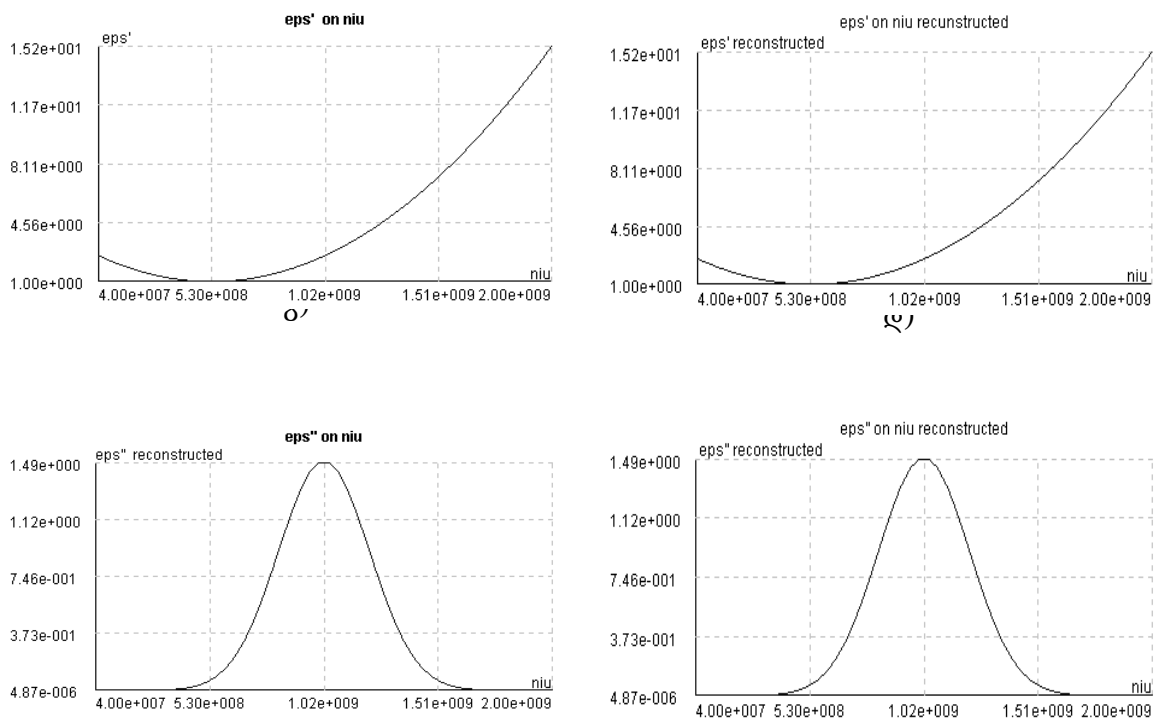 eps' on niu
eps'
1.52e+001
1.17e+001
8.11e+000
4.56e+000
1.00e+000
niu
4.00e+007 5.30e+008 1.02e+009 1.51e+009 2.00e+009
eps' on niu recunstructed
eps' reconstructed
1.52e+001
1.17e+001
8.11e+000
4.56e+000
1.00e+000
niu
4.00e+007 5.30e+008 1.02e+009 1.51e+009 2.00e+009
eps" on niu
eps" reconstructed
1.49e+000
1.12e+000
7.46e-001
3.73e-001
4.87e-006
niu
4.00e+007 5.30e+008 1.02e+009 1.51e+009 2.00e+009
eps" on niu reconstructed
eps" reconstructed
1.49e+000
1.12e+000
7.46e-001
3.73e-001
4.87e-006
niu
4.00e+007 5.30e+008 1.02e+009 1.51e+009 2.00e+009